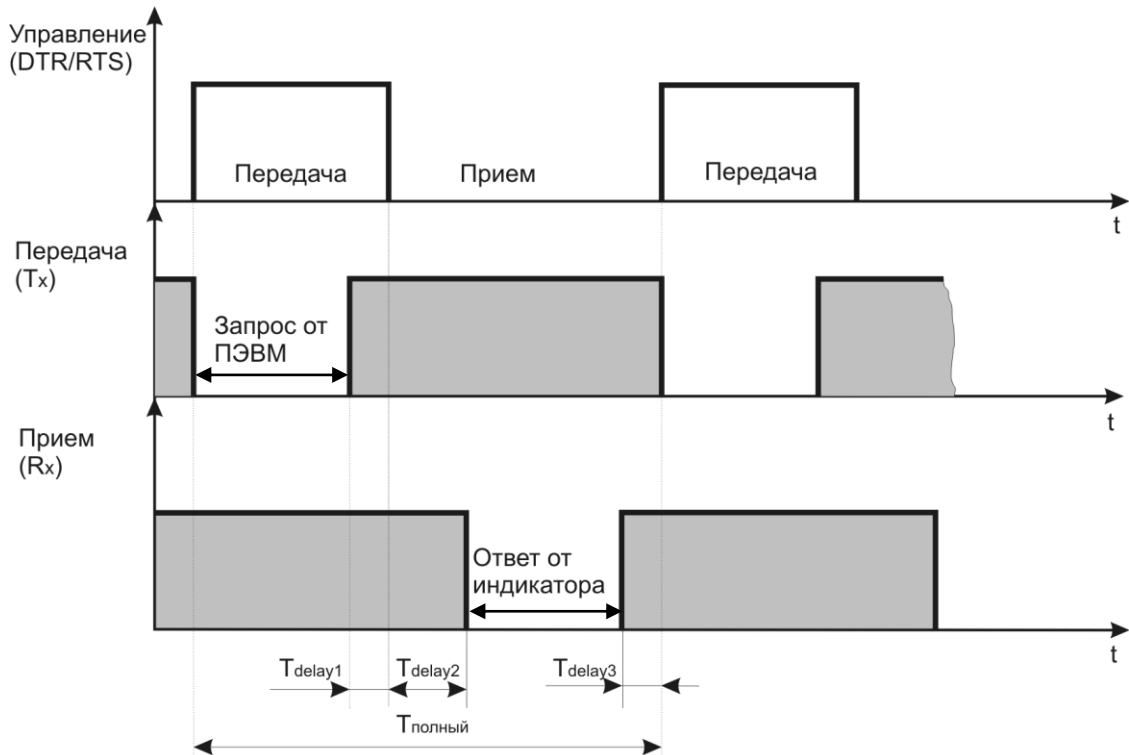 Управление
(DTR/RTS)
Передача
Прием
Передача
t
Передача
(Tx)
Запрос от
ПЭВМ
t
Прием
(Rx)
Ответ от
индикатора
t
Tdelay1
Tdelay2
Tdelay3
Tполный